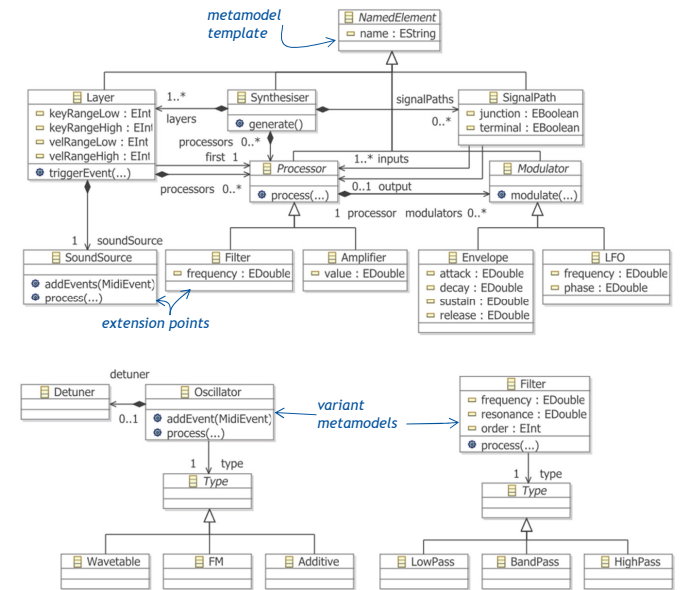 metamodel
template
NamedElement
name : EString
Layer
keyRangeLow : EInt
keyRangeHigh : EInt
velRangeLow : EInt
velRangeHigh : EInt
triggerEvent(...)
1..*
layers
Synthesiser
generate()
signalPaths
0..*
SignalPath
junction : EBoolean
terminal : EBoolean
processors 0..*
first 1
processors 0..*
Processor
process(...)
1..* inputs
0..1 output
1 processor modulators 0..*
Modulator
modulate(...)
1 soundSource
SoundSource
addEvents(MidiEvent)
process(...)
Filter
frequency : EDouble
Amplifier
value : EDouble
Envelope
attack : EDouble
decay : EDouble
sustain : EDouble
release : EDouble
LFO
frequency : EDouble
phase : EDouble
extension points
detuner
Detuner
0..1
Oscillator
addEvent(MidiEvent)
process(...)
variant
metamodels
Filter
frequency : EDouble
resonance : EDouble
order : EInt
process(...)
1 type
Type
1 type
Type
Wavetable
FM
Additive
LowPass
BandPass
HighPass